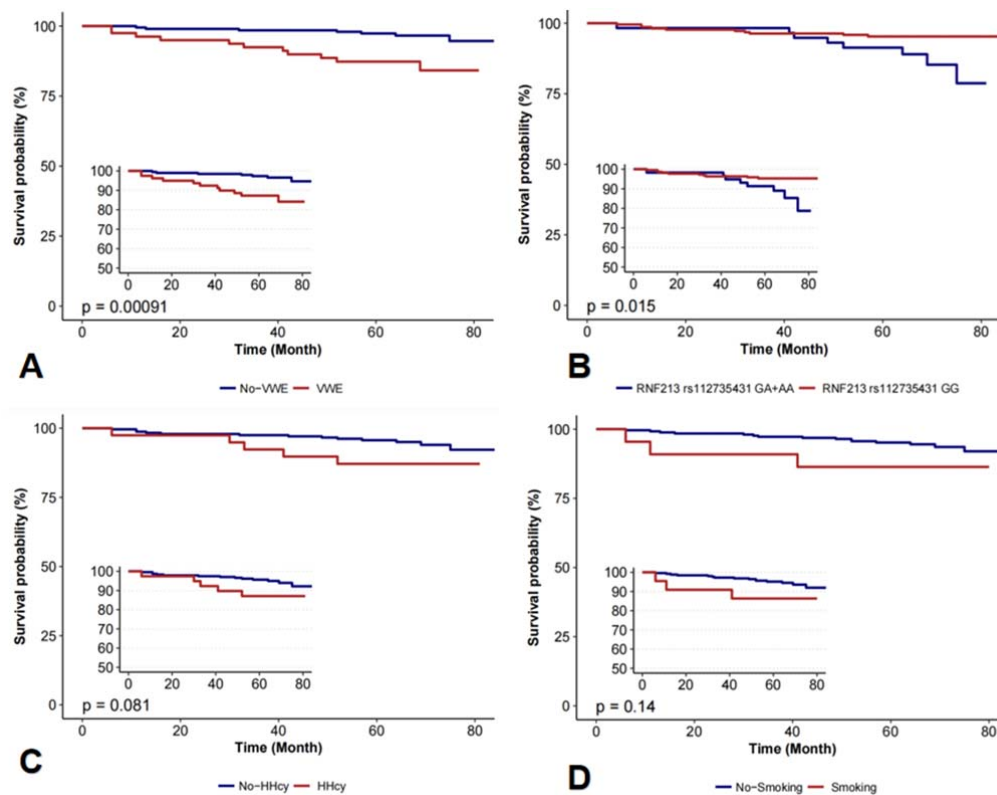 100
75
50
25
0
Survival probability (%)
100
90
80
70
60
50
0 20 40 60 80
p = 0.00091
0 20 40 60 80
Time (Month)
A
No-VWE VWE
100
75
50
25
0
Survival probability (%)
100
90
80
70
60
50
0 20 40 60 80
p = 0.015
0 20 40 60 80
Time (Month)
B
RNF213 rs112735431 GA+AA RNF213 rs112735431 GG
100
75
50
25
0
Survival probability (%)
100
90
80
70
60
50
0 20 40 60 80
p = 0.081
0 20 40 60 80
Time (Month)
C
No-HHcy HHcy
100
75
50
25
0
Survival probability (%)
100
90
80
70
60
50
0 20 40 60 80
p = 0.14
0 20 40 60 80
Time (Month)
D
No-Smoking Smoking